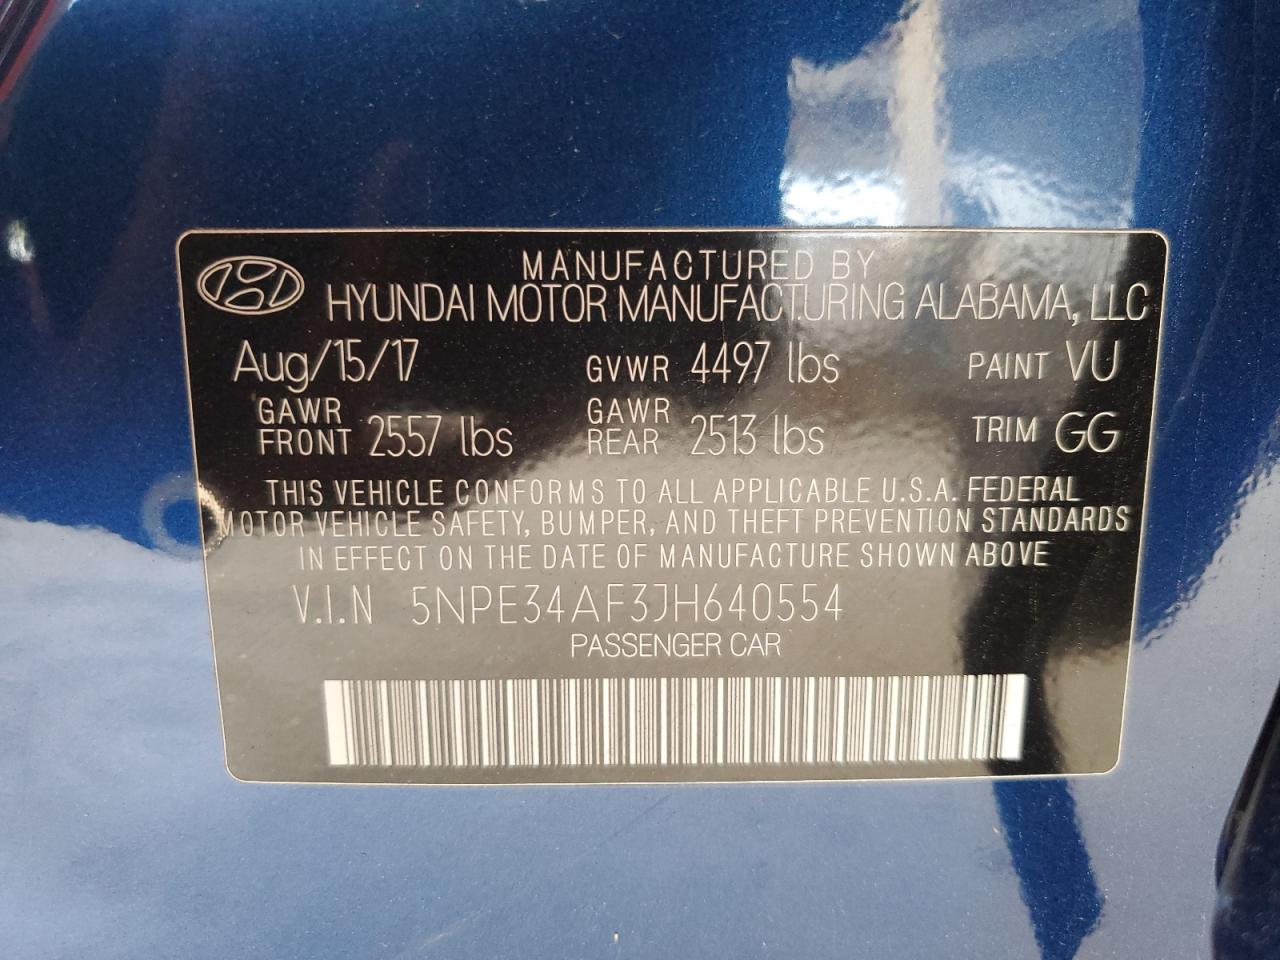 MANUFACTURED BY
HYUNDAI MOTOR MANUFACTURING ALABAMA, LLC
Aug/15/17 GVWR 4497 lbs PAINT VU
GAWR FRONT 2557 lbs GAWR REAR 2513 lbs TRIM GG
THIS VEHICLE CONFORMS TO ALL APPLICABLE U.S.A. FEDERAL
MOTOR VEHICLE SAFETY, BUMPER, AND THEFT PREVENTION STANDARDS
IN EFFECT ON THE DATE OF MANUFACTURE SHOWN ABOVE
V.I.N 5NPE34AF3JH640554
PASSENGER CAR